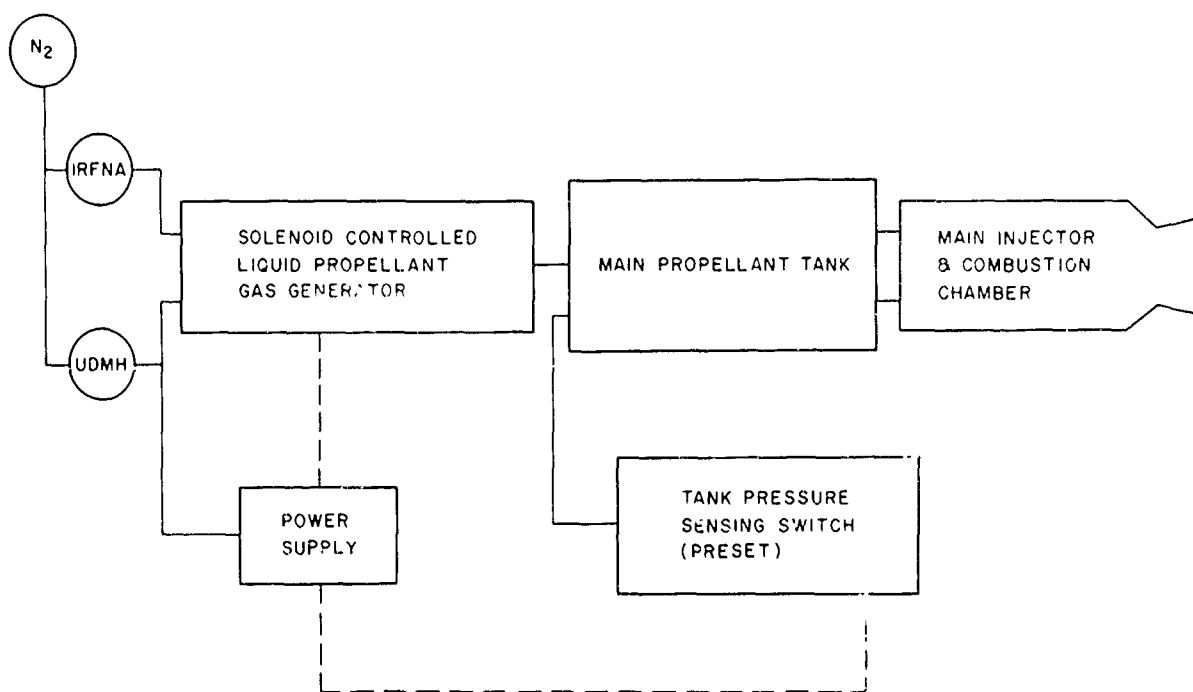 N2
IRFNA
SOLENOID CONTROLLED
LIQUID PROPELLANT
GAS GENERATOR
MAIN PROPELLANT TANK
MAIN INJECTOR
& COMBUSTION
CHAMBER
UDMH
POWER
SUPPLY
TANK PRESSURE
SENSING SWITCH
(PRESET)